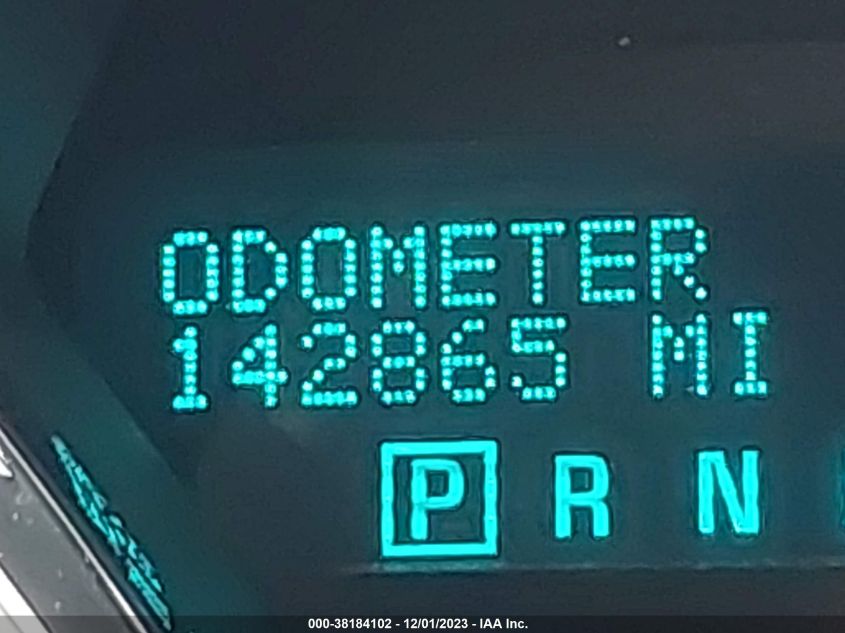 ODOMETER
142865 MI
P R N
000-38184102 - 12/01/2023 - IAA Inc.